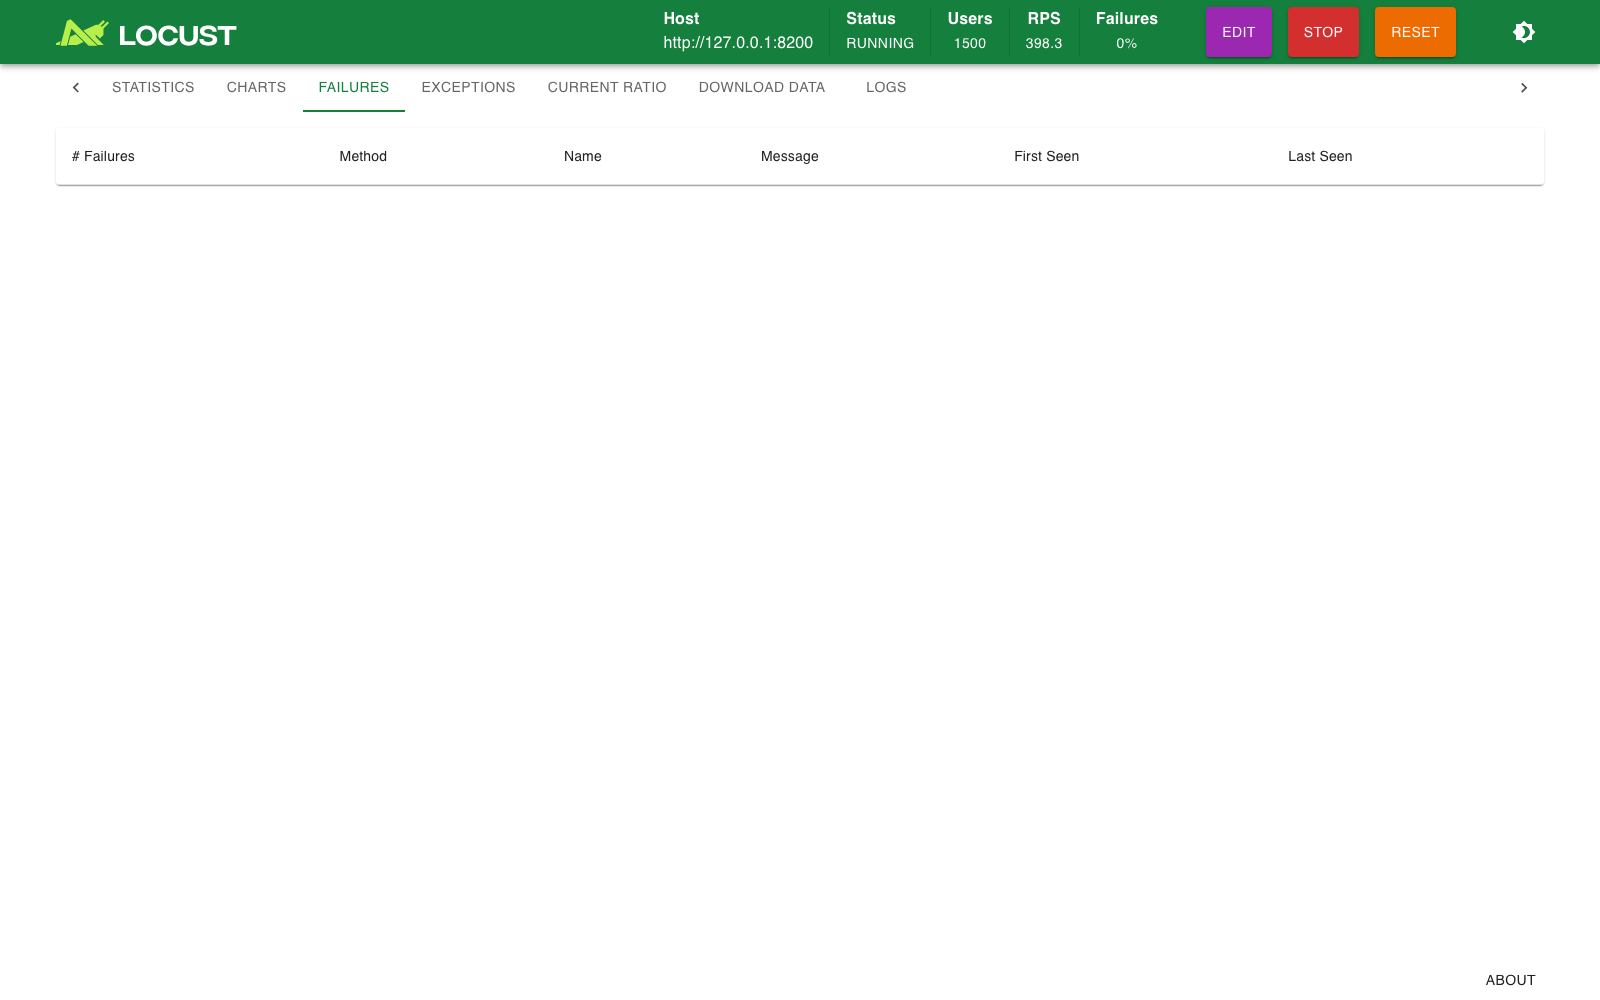 LOCUST
Host
http://127.0.0.1:8200
Status
RUNNING
Users
1500
RPS
398.3
Failures
0%
EDIT
STOP
RESET
STATISTICS
CHARTS
FAILURES
EXCEPTIONS
CURRENT RATIO
DOWNLOAD DATA
LOGS
# Failures
Method
Name
Message
First Seen
Last Seen
ABOUT